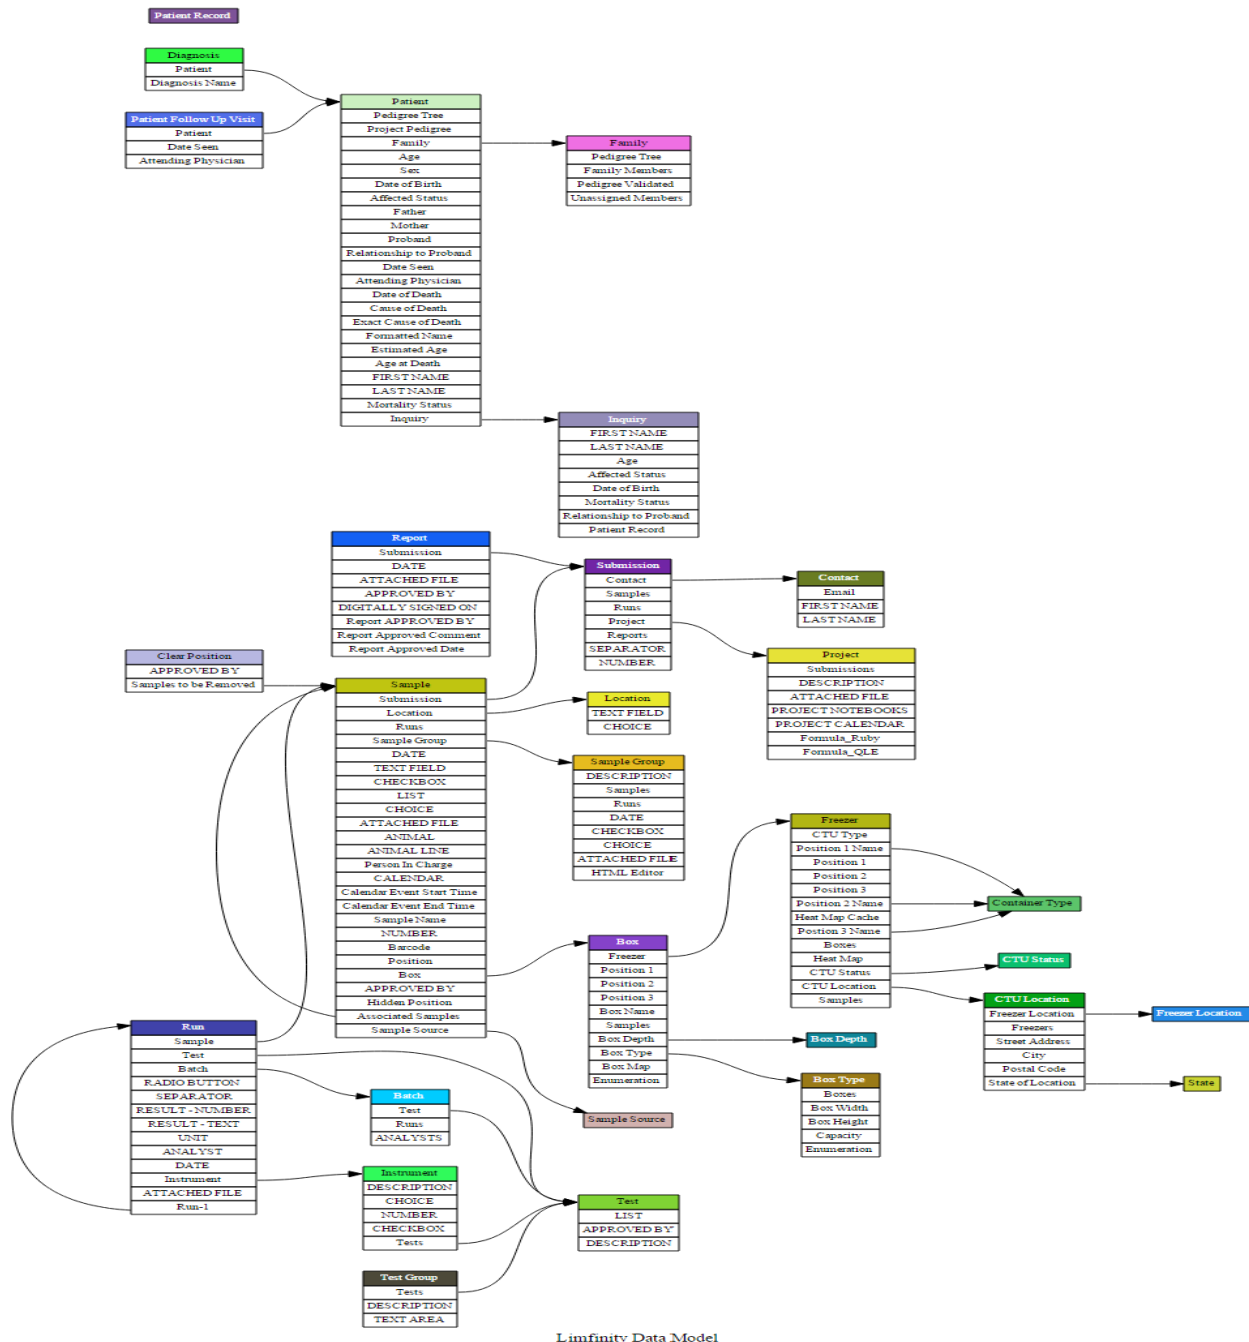 Patient Record
Diagnosis
Patient
Diagnosis Name
Patient Follow Up Visit
Patient
Date Seen
Attending Physician
Patient
Pedigree Tree
Project Pedigree
Family
Age
Sex
Date of Birth
Affected Status
Father
Mother
Proband
Relationship to Proband
Date Seen
Attending Physician
Date of Death
Cause of Death
Exact Cause of Death
Formatted Name
Estimated Age
Age at Death
FIRST NAME
LAST NAME
Mortality Status
Inquiry
Family
Pedigree Tree
Family Members
Pedigree Validated
Unassigned Members
Inquiry
FIRST NAME
LAST NAME
Age
Affected Status
Date of Birth
Mortality Status
Relationship to Proband
Patient Record
Report
Submission
DATE
ATTACHED FILE
APPROVED BY
DIGITALLY SIGNED ON
Report APPROVED BY
Report Approved Comment
Report Approved Date
Submission
Contact
Samples
Runs
Project
Reports
SEPARATOR
NUMBER
Contact
Email
FIRST NAME
LAST NAME
Project
Submissions
DESCRIPTION
ATTACHED FILE
PROJECT NOTEBOOKS
PROJECT CALENDAR
Formula_Ruby
Formula_QLE
Clear Position
APPROVED BY
Samples to be Removed
Sample
Submission
Location
Runs
Sample Group
DATE
TEXT FIELD
CHECKBOX
LIST
CHOICE
ATTACHED FILE
ANIMAL
ANIMAL LINE
Person In Charge
CALENDAR
Calendar Event Start Time
Calendar Event End Time
Sample Name
NUMBER
Barcode
Position
Box
APPROVED BY
Hidden Position
Associated Samples
Sample Source
Location
TEXT FIELD
CHOICE
Sample Group
DESCRIPTION
Samples
Runs
DATE
CHECKBOX
CHOICE
ATTACHED FILE
HTML Editor
Box
Freezer
Position 1
Position 2
Position 3
Box Name
Samples
Box Depth
Box Type
Box Map
Enumeration
Freezer
CTU Type
Position 1 Name
Position 1
Position 2
Position 3
Position 2 Name
Heat Map Cache
Postion 3 Name
Boxes
Heat Map
CTU Status
CTU Location
Samples
Container Type
CTU Status
CTU Location
Freezer Location
Freezers
Street Address
City
Postal Code
State of Location
Freezer Location
State
Box Depth
Box Type
Boxes
Box Width
Box Height
Capacity
Enumeration
Sample Source
Run
Sample
Test
Batch
RADIO BUTTON
SEPARATOR
RESULT - NUMBER
RESULT - TEXT
UNIT
ANALYST
DATE
Instrument
ATTACHED FILE
Run-1
Batch
Test
Runs
ANALYSTS
Instrument
DESCRIPTION
CHOICE
NUMBER
CHECKBOX
Tests
Test Group
Tests
DESCRIPTION
TEXT AREA
Test
LIST
APPROVED BY
DESCRIPTION
Limfinity Data Model